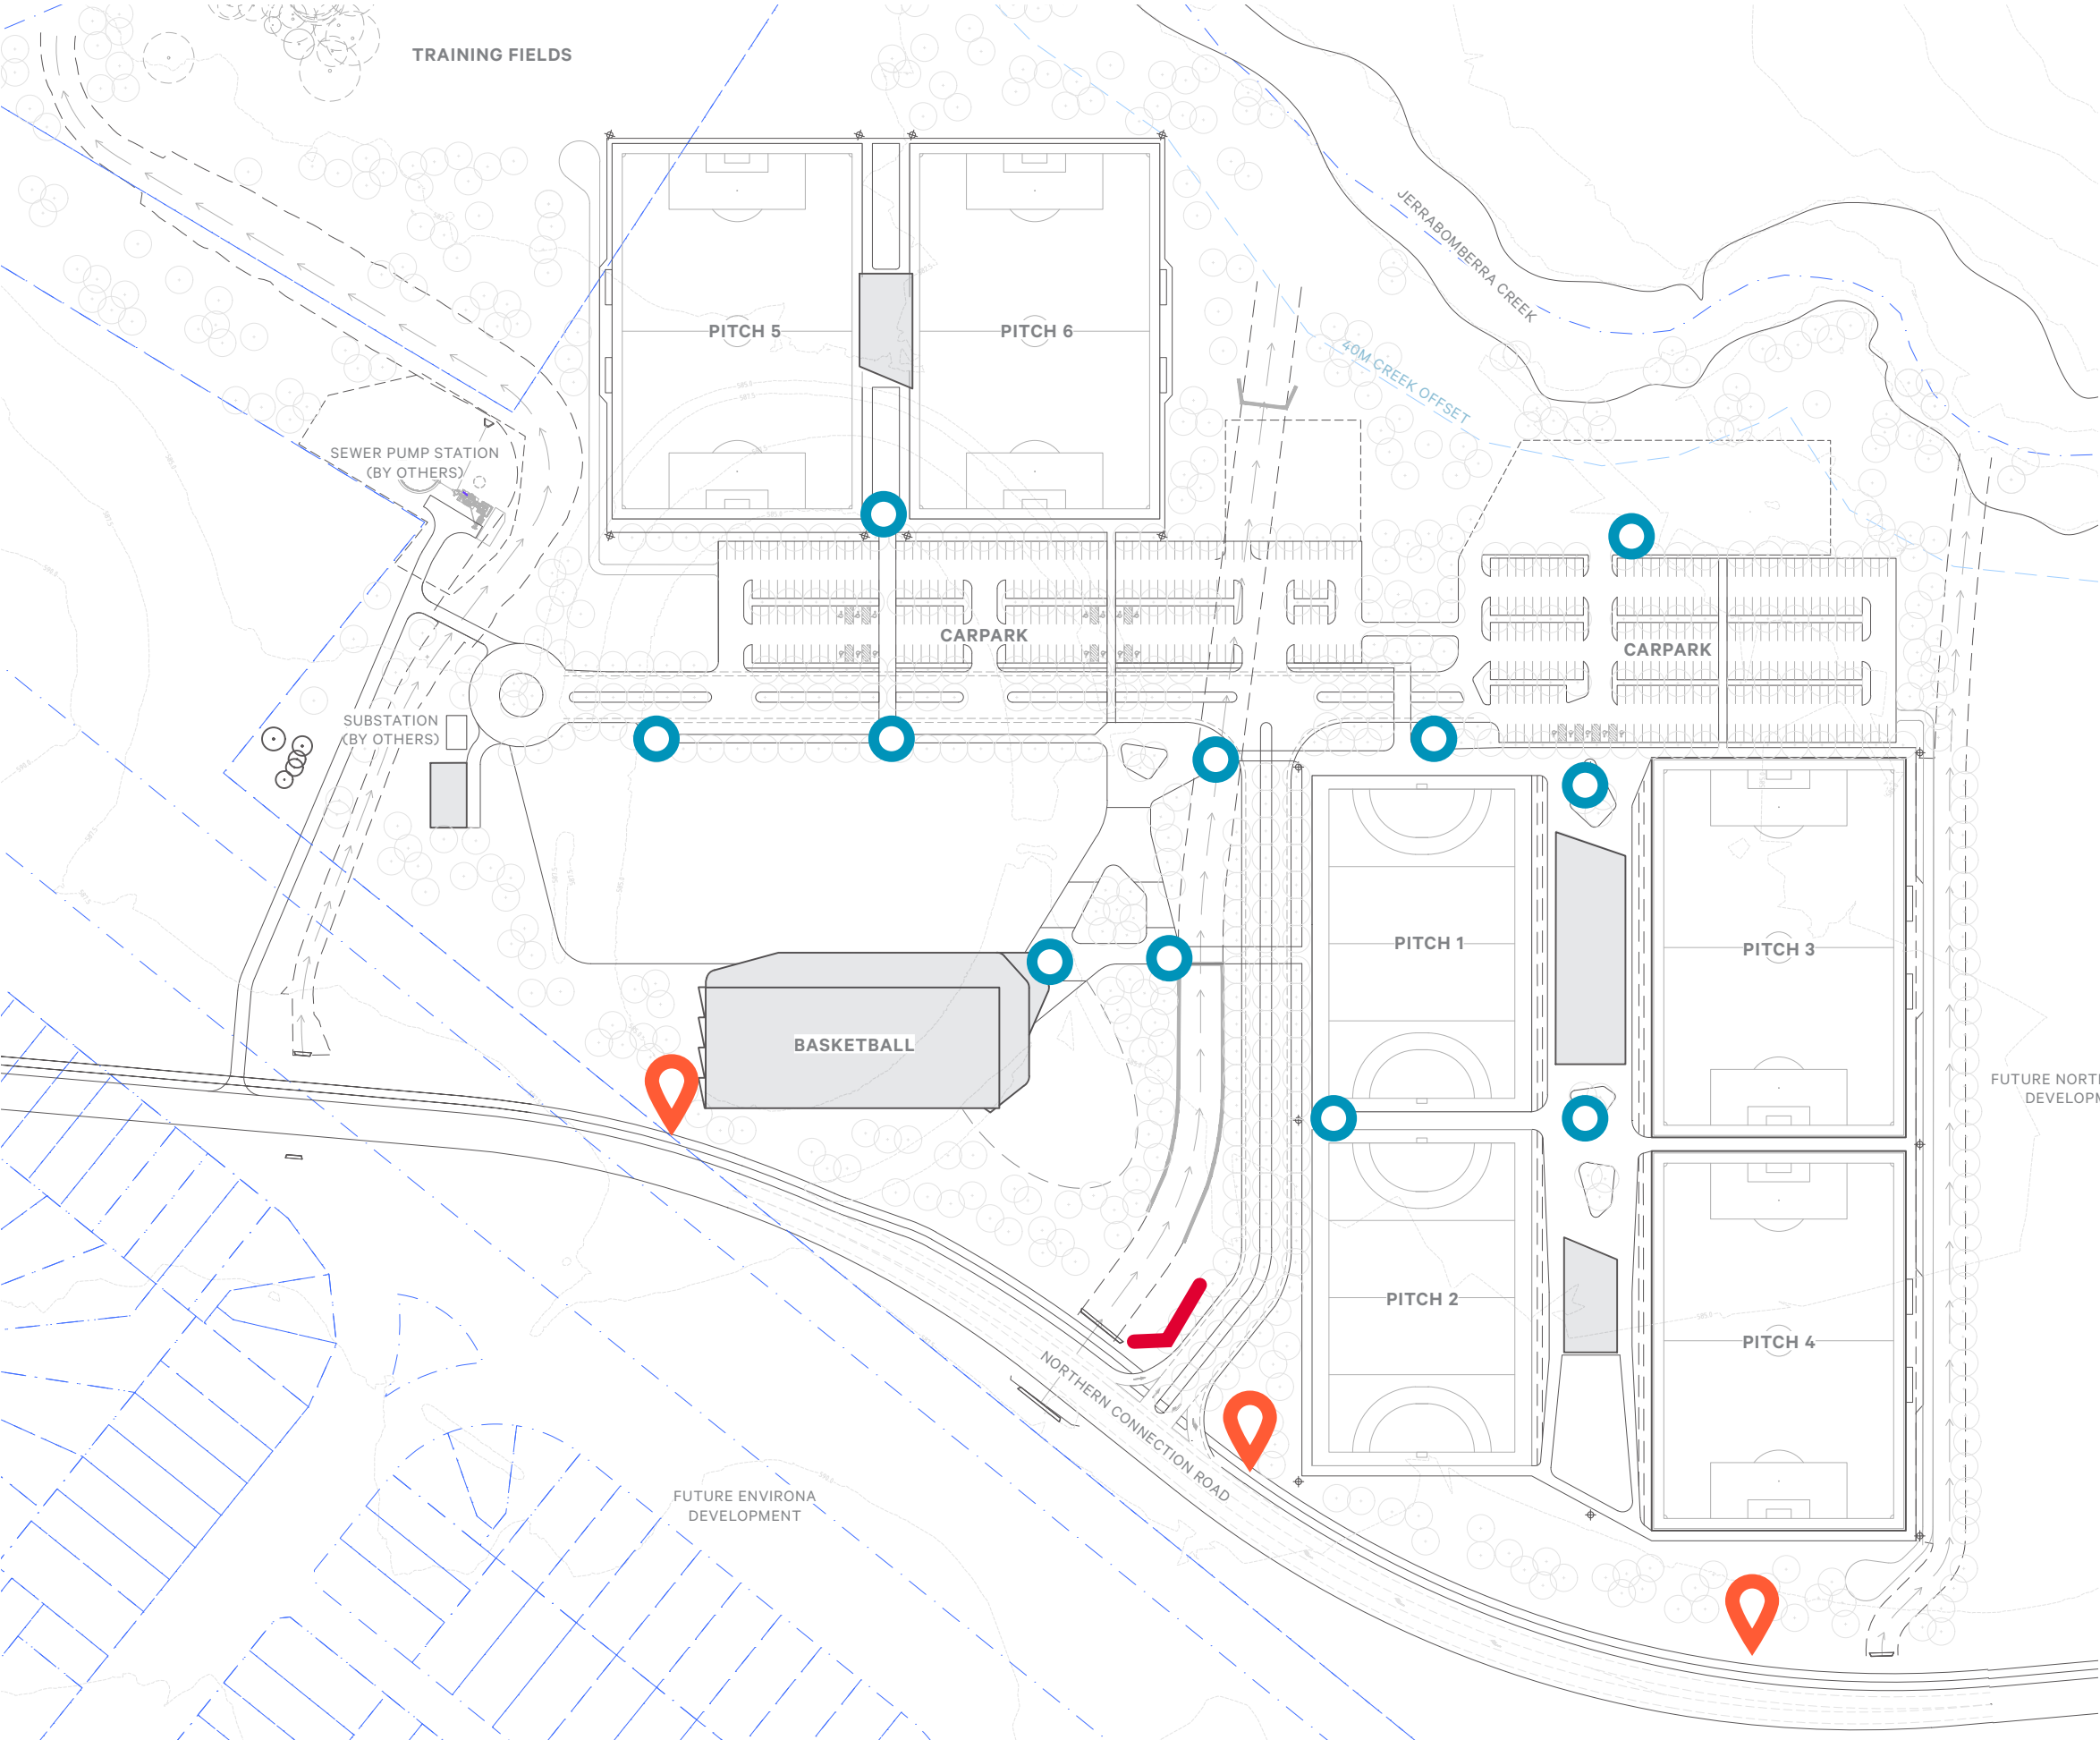 TRAINING FIELDS
JERRABOMBERRA CREEK
PITCH 5
PITCH 6
40M CREEK OFFSET
SEWER PUMP STATION
(BY OTHERS)
CARPARK
CARPARK
SUBSTATION
(BY OTHERS)
PITCH 1
PITCH 3
BASKETBALL
FUTURE NORT
DEVELOPM
PITCH 2
PITCH 4
NORTHERN CONNECTION ROAD
FUTURE ENVIRONA
DEVELOPMENT